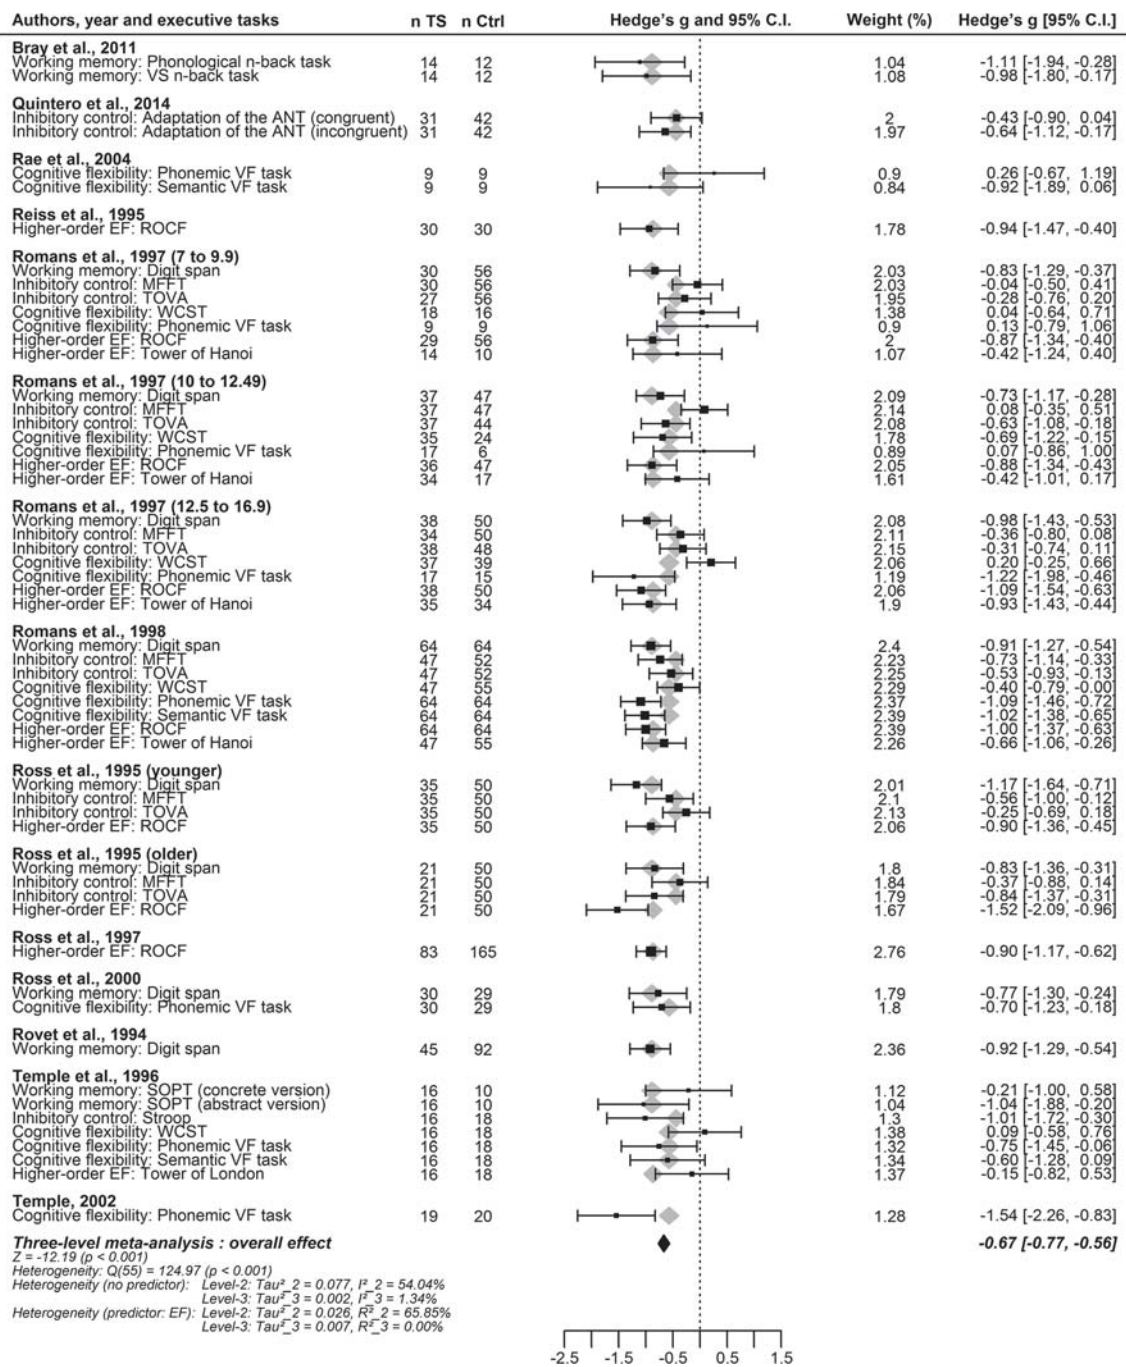 Authors, year and executive tasks n TS n Ctrl Hedge's g and 95% C.I. Weight (%) Hedge's g [95% C.I.]
Bray et al., 2011
Working memory: Phonological n-back task 14 12 1.04 -1.11 [-1.94, -0.28]
Working memory: VS n-back task 14 12 1.08 -0.98 [-1.80, -0.17]
Quintero et al., 2014
Inhibitory control: Adaptation of the ANT (congruent) 31 42 2 -0.43 [-0.90, 0.04]
Inhibitory control: Adaptation of the ANT (incongruent) 31 42 1.97 -0.64 [-1.12, -0.17]
Rae et al., 2004
Cognitive flexibility: Phonemic VF task 9 9 0.9 0.26 [-0.67, 1.19]
Cognitive flexibility: Semantic VF task 9 9 0.84 -0.92 [-1.89, 0.06]
Reiss et al., 1995
Higher-order EF: ROCF 30 30 1.78 -0.94 [-1.47, -0.40]
Romans et al., 1997 (7 to 9.9)
Working memory: Digit span 30 56 2.03 -0.83 [-1.29, -0.37]
Inhibitory control: MFFT 30 56 2.03 -0.04 [-0.50, 0.41]
Inhibitory control: TOVA 27 56 1.95 -0.28 [-0.76, 0.20]
Cognitive flexibility: WCST 18 16 1.38 0.04 [-0.64, 0.71]
Cognitive flexibility: Phonemic VF task 9 9 0.9 0.13 [-0.79, 1.06]
Higher-order EF: ROCF 29 56 2 -0.87 [-1.34, -0.40]
Higher-order EF: Tower of Hanoi 14 10 1.07 -0.42 [-1.24, 0.40]
Romans et al., 1997 (10 to 12.49)
Working memory: Digit span 37 47 2.09 -0.73 [-1.17, -0.28]
Inhibitory control: MFFT 37 47 2.14 0.08 [-0.35, 0.51]
Inhibitory control: TOVA 37 44 2.08 -0.63 [-1.08, -0.18]
Cognitive flexibility: WCST 35 24 1.78 -0.69 [-1.22, -0.15]
Cognitive flexibility: Phonemic VF task 17 6 0.89 0.07 [-0.86, 1.00]
Higher-order EF: ROCF 36 47 2.05 -0.88 [-1.34, -0.43]
Higher-order EF: Tower of Hanoi 34 17 1.61 -0.42 [-1.01, 0.17]
Romans et al., 1997 (12.5 to 16.9)
Working memory: Digit span 38 50 2.08 -0.98 [-1.43, -0.53]
Inhibitory control: MFFT 34 50 2.11 -0.36 [-0.80, 0.08]
Inhibitory control: TOVA 38 48 2.15 -0.31 [-0.74, 0.11]
Cognitive flexibility: WCST 37 39 2.06 0.20 [-0.25, 0.66]
Cognitive flexibility: Phonemic VF task 17 15 1.19 -1.22 [-1.98, -0.46]
Higher-order EF: ROCF 38 50 2.06 -1.09 [-1.54, -0.63]
Higher-order EF: Tower of Hanoi 35 34 1.9 -0.93 [-1.43, -0.44]
Romans et al., 1998
Working memory: Digit span 64 64 2.4 -0.91 [-1.27, -0.54]
Inhibitory control: MFFT 47 52 2.23 -0.73 [-1.14, -0.33]
Inhibitory control: TOVA 47 52 2.25 -0.53 [-0.93, -0.13]
Cognitive flexibility: WCST 47 55 2.29 -0.40 [-0.79, -0.00]
Cognitive flexibility: Phonemic VF task 64 64 2.37 -1.09 [-1.46, -0.72]
Cognitive flexibility: Semantic VF task 64 64 2.39 -1.02 [-1.38, -0.65]
Higher-order EF: ROCF 64 64 2.39 -1.00 [-1.37, -0.63]
Higher-order EF: Tower of Hanoi 47 55 2.26 -0.66 [-1.06, -0.26]
Ross et al., 1995 (younger)
Working memory: Digit span 35 50 2.01 -1.17 [-1.64, -0.71]
Inhibitory control: MFFT 35 50 2.1 -0.56 [-1.00, -0.12]
Inhibitory control: TOVA 35 50 2.13 -0.25 [-0.69, 0.18]
Higher-order EF: ROCF 35 50 2.06 -0.90 [-1.36, -0.45]
Ross et al., 1995 (older)
Working memory: Digit span 21 50 1.8 -0.83 [-1.36, -0.31]
Inhibitory control: MFFT 21 50 1.84 -0.37 [-0.88, 0.14]
Inhibitory control: TOVA 21 50 1.79 -0.84 [-1.37, -0.31]
Higher-order EF: ROCF 21 50 1.67 -1.52 [-2.09, -0.96]
Ross et al., 1997
Higher-order EF: ROCF 83 165 2.76 -0.90 [-1.17, -0.62]
Ross et al., 2000
Working memory: Digit span 30 29 1.79 -0.77 [-1.30, -0.24]
Cognitive flexibility: Phonemic VF task 30 29 1.8 -0.70 [-1.23, -0.18]
Rovet et al., 1994
Working memory: Digit span 45 92 2.36 -0.92 [-1.29, -0.54]
Temple et al., 1996
Working memory: SOPT (concrete version) 16 10 1.12 -0.21 [-1.00, 0.58]
Working memory: SOPT (abstract version) 16 10 1.04 -1.04 [-1.88, -0.20]
Inhibitory control: Stroop 16 18 1.3 -1.01 [-1.72, -0.30]
Cognitive flexibility: WCST 16 18 1.38 0.09 [-0.58, 0.76]
Cognitive flexibility: Phonemic VF task 16 18 1.32 -0.75 [-1.45, -0.06]
Cognitive flexibility: Semantic VF task 16 18 1.34 -0.60 [-1.28, 0.09]
Higher-order EF: Tower of London 16 18 1.37 -0.15 [-0.82, 0.53]
Temple, 2002
Cognitive flexibility: Phonemic VF task 19 20 1.28 -1.54 [-2.26, -0.83]
Three-level meta-analysis : overall effect -0.67 [-0.77, -0.56]
Z = -12.19 (p < 0.001)
Heterogeneity: Q(55) = 124.97 (p < 0.001)
Heterogeneity (no predictor): Level-2: Tau²_2 = 0.077, I²_2 = 54.04%
Level-3: Tau²_3 = 0.002, I²_3 = 1.34%
Heterogeneity (predictor: EF): Level-2: Tau²_2 = 0.026, R²_2 = 65.85%
Level-3: Tau²_3 = 0.007, R²_3 = 0.00%
-2.5 -1.5 -0.5 0.5 1.5